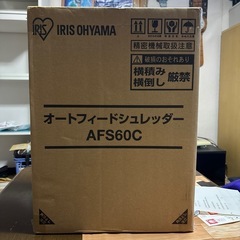 IRIS
IRIS OHYAMA
精密機械取扱注意
破損のおそれあり
横積み
横倒し
厳禁
オートフィードシュレッダー
AFS60C